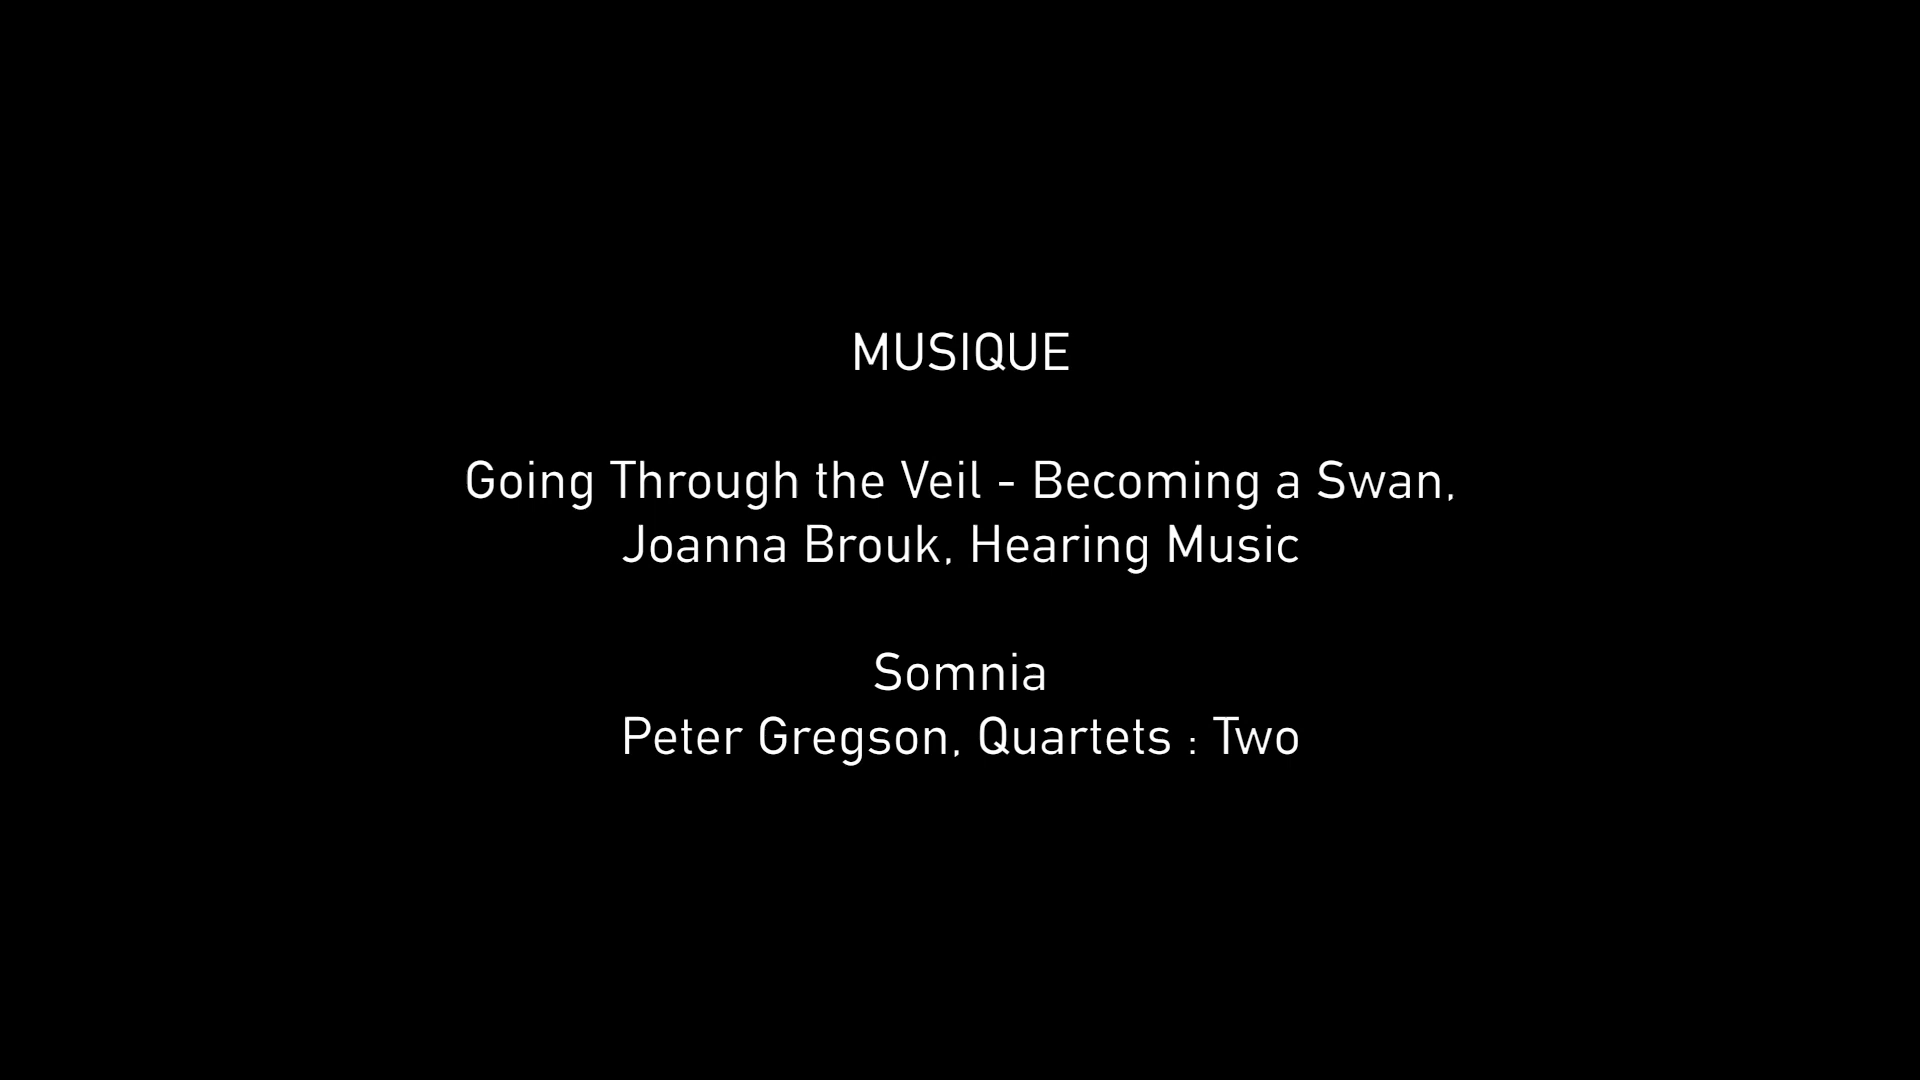 MUSIQUE
Going Through the Veil - Becoming a Swan,
Joanna Brouk, Hearing Music
Somnia
Peter Gregson, Quartets : Two